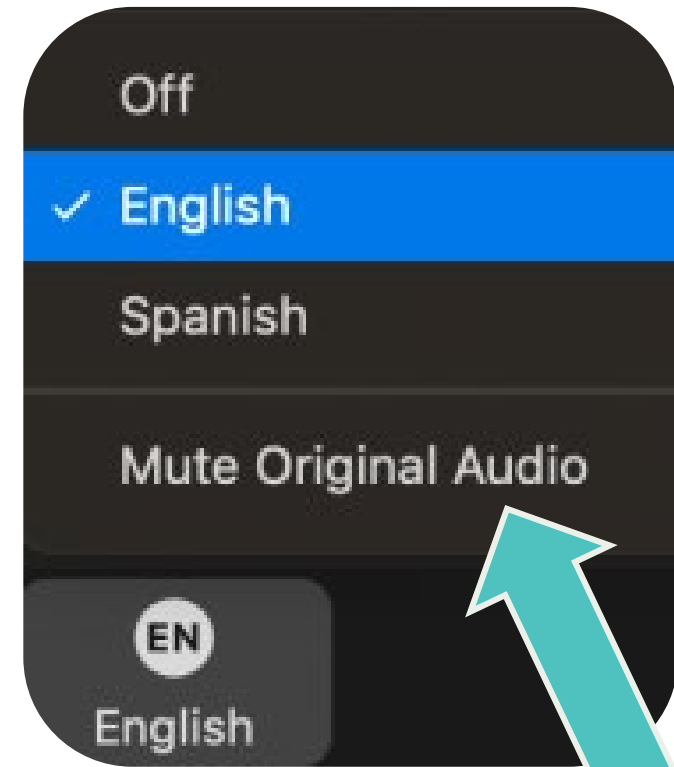 Off
✓ English
Spanish
Mute Original Audio
EN
English